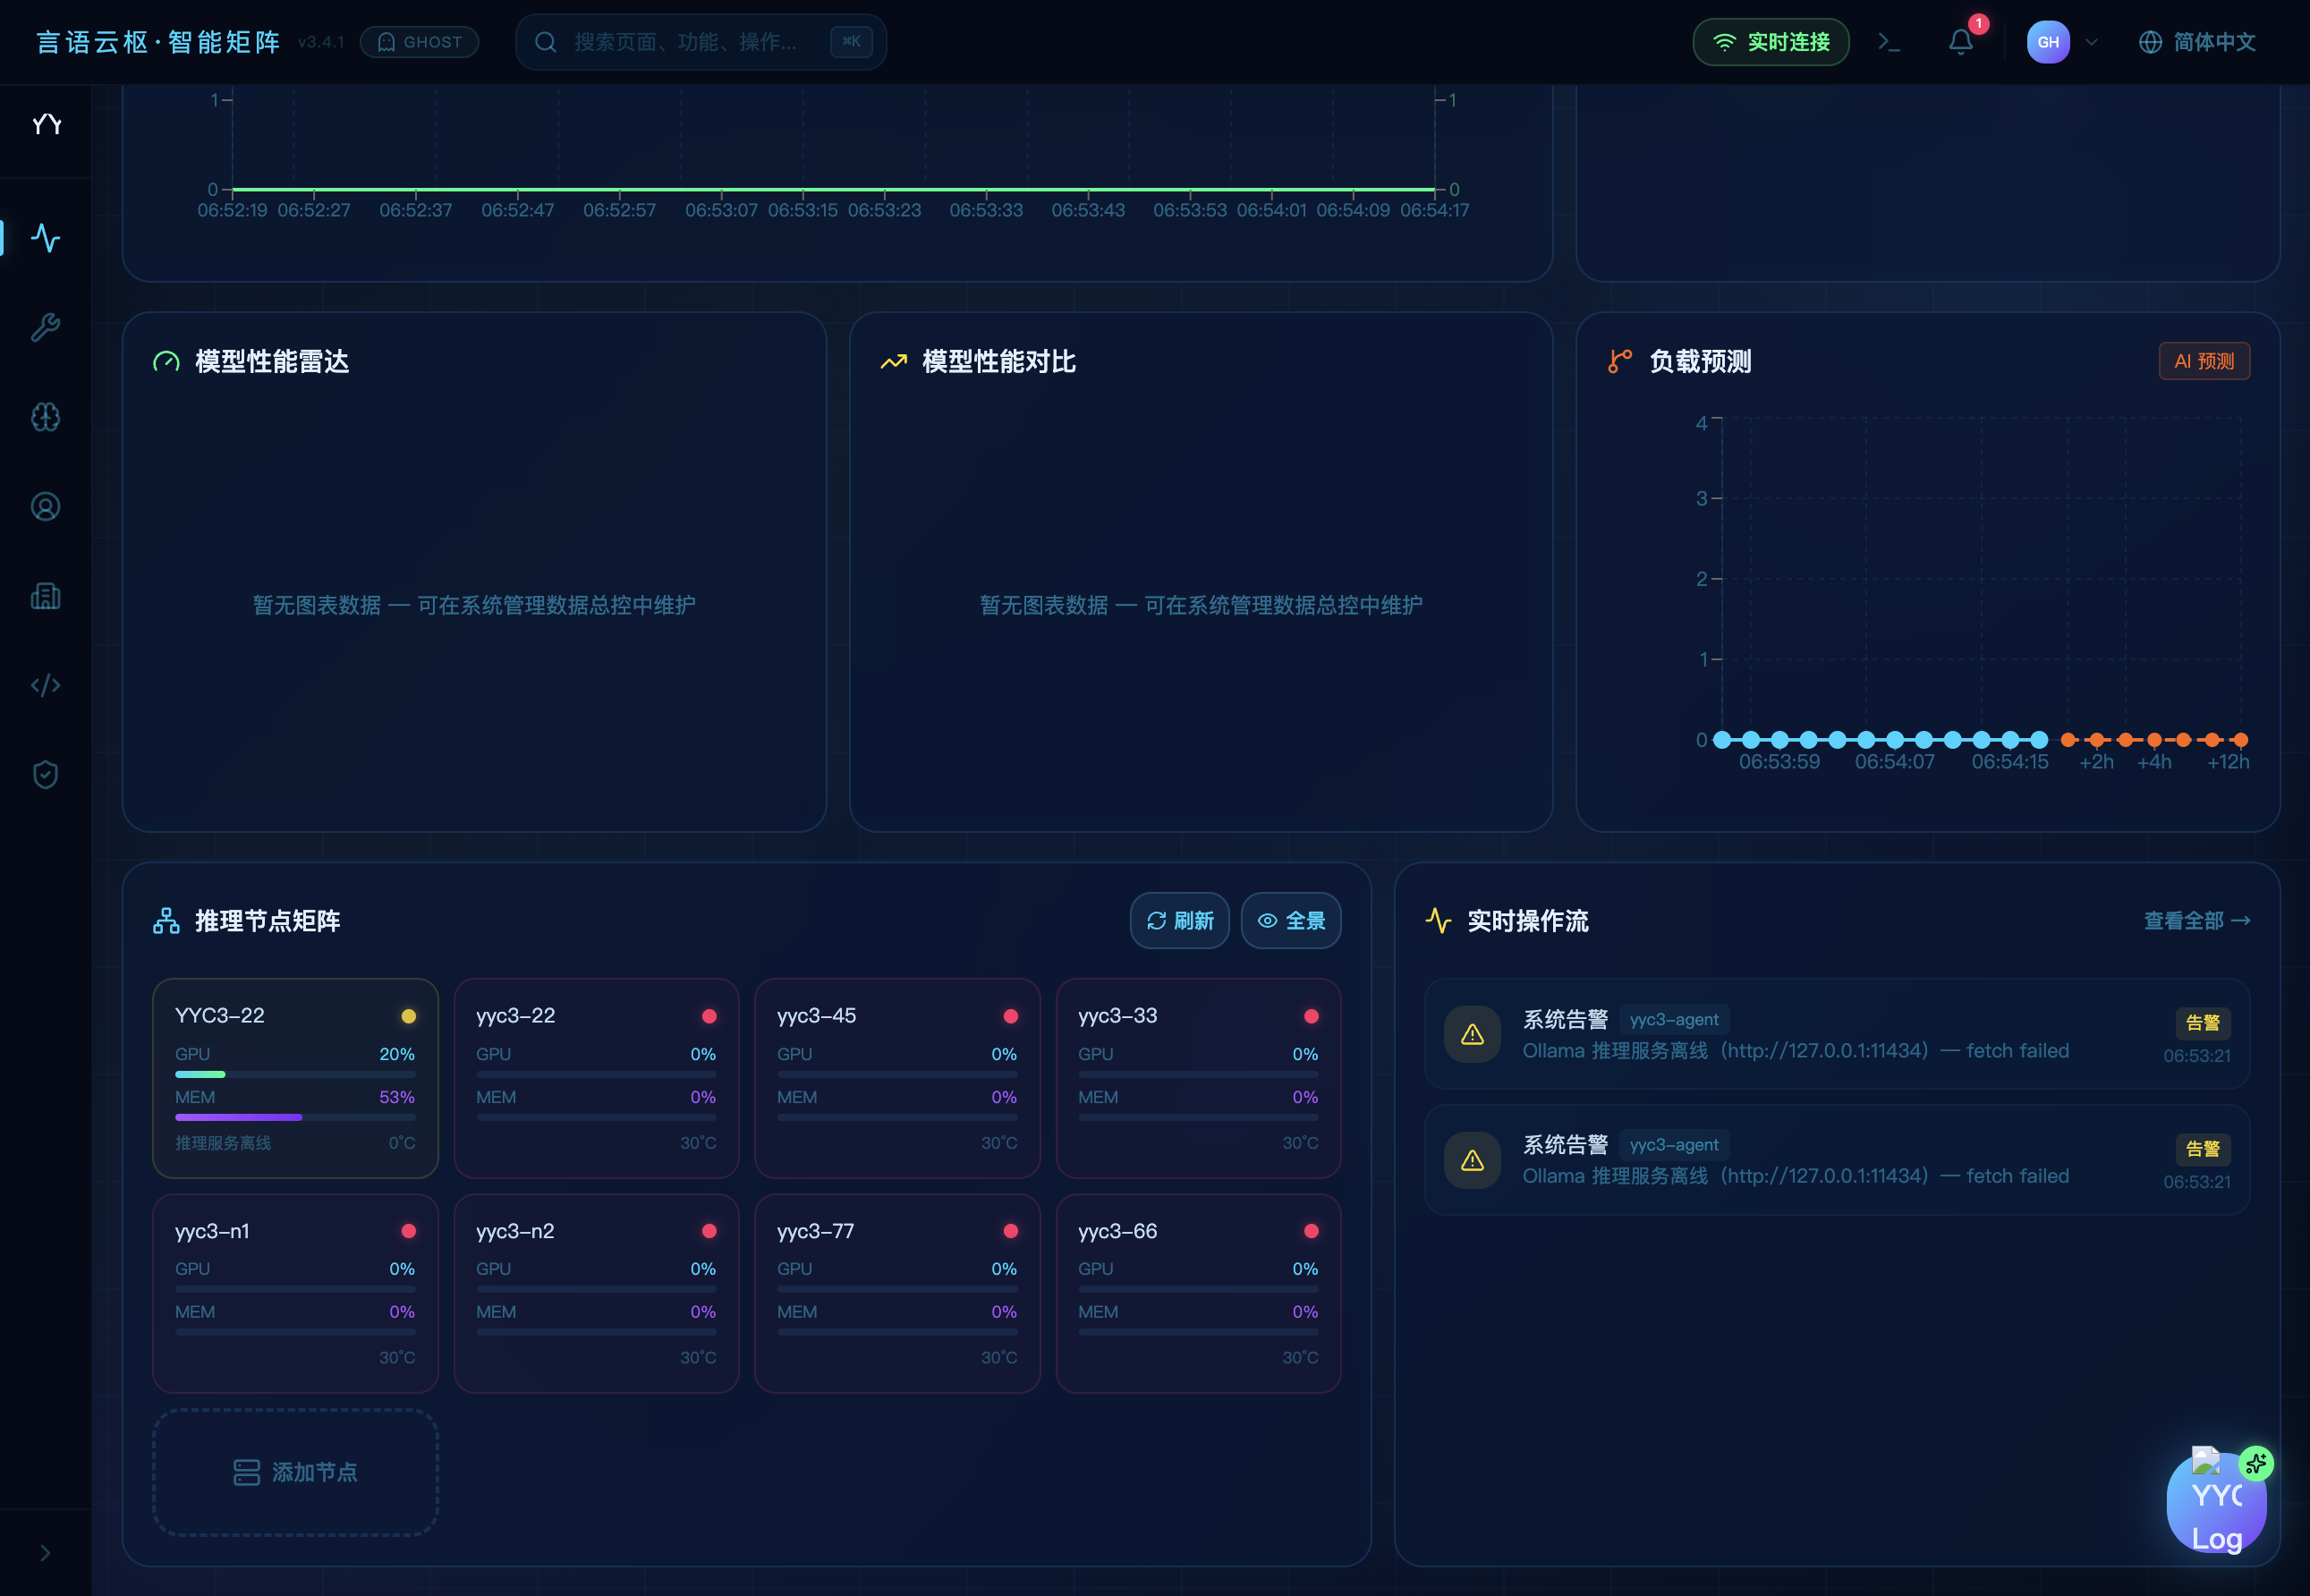 言语云枢·智能矩阵 v3.4.1 GHOST 搜索页面、功能、操作... ⌘K 实时连接 1 GH 简体中文
YY
1 1
0 0
06:52:19 06:52:27 06:52:37 06:52:47 06:52:57 06:53:07 06:53:15 06:53:23 06:53:33 06:53:43 06:53:53 06:54:01 06:54:09 06:54:17
模型性能雷达
暂无图表数据 — 可在系统管理数据总控中维护
模型性能对比
暂无图表数据 — 可在系统管理数据总控中维护
负载预测 AI 预测
4
3
2
1
0
06:53:59 06:54:07 06:54:15 +2h +4h +12h
推理节点矩阵 刷新 全景
YYC3-22
GPU 20%
MEM 53%
推理服务离线 0°C
yyc3-22
GPU 0%
MEM 0%
30°C
yyc3-45
GPU 0%
MEM 0%
30°C
yyc3-33
GPU 0%
MEM 0%
30°C
yyc3-n1
GPU 0%
MEM 0%
30°C
yyc3-n2
GPU 0%
MEM 0%
30°C
yyc3-77
GPU 0%
MEM 0%
30°C
yyc3-66
GPU 0%
MEM 0%
30°C
添加节点
实时操作流 查看全部 →
系统告警 yyc3-agent 告警
Ollama 推理服务离线（http://127.0.0.1:11434）— fetch failed 06:53:21
系统告警 yyc3-agent 告警
Ollama 推理服务离线（http://127.0.0.1:11434）— fetch failed 06:53:21
YYC
Log